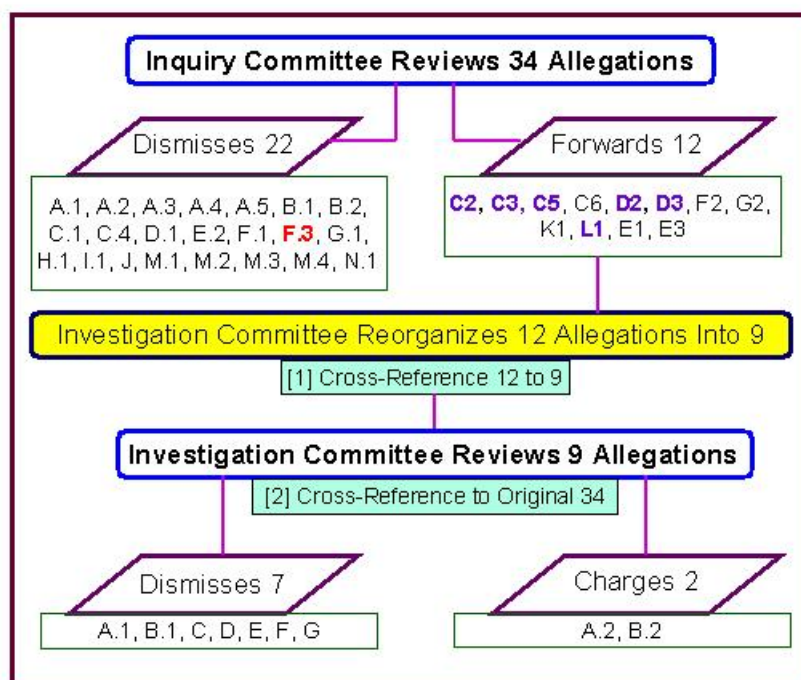 Inquiry Committee Reviews 34 Allegations
Dismisses 22
A.1, A.2, A.3, A.4, A.5, B.1, B.2,
C.1, C.4, D.1, E.2, F.1, F.3, G.1
H.1, I.1, J, M.1, M.2, M.3, M.4, N.1
Forwards 12
C2, C3, C5, C6, D2, D3, F2, G2,
K1, L1, E1, E3
Investigation Committee Reorganizes 12 Allegations Into 9
[1] Cross-Reference 12 to 9
Investigation Committee Reviews 9 Allegations
[2] Cross-Reference to Original 34
Dismisses 7
A.1, B.1, C, D, E, F, G
Charges 2
A.2, B.2